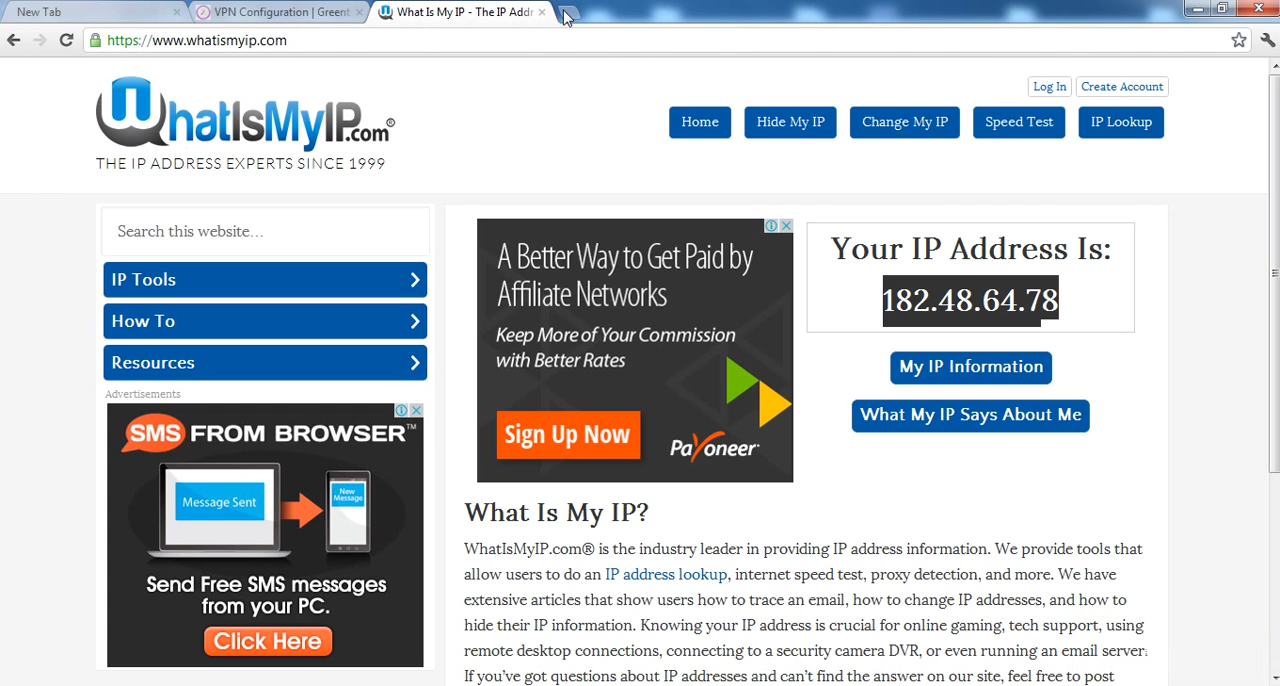 New Tab
VPN Configuration | Greent
What Is My IP - The IP Addr
https://www.whatismyip.com
WhatIsMyIP.com®
THE IP ADDRESS EXPERTS SINCE 1999
Log In
Create Account
Home
Hide My IP
Change My IP
Speed Test
IP Lookup
Search this website…
IP Tools
How To
Resources
Advertisements
SMS FROM BROWSER™
Message Sent
New
Message
Send Free SMS messages
from your PC.
Click Here
A Better Way to Get Paid by
Affiliate Networks
Keep More of Your Commission
with Better Rates
Sign Up Now
Payoneer
Your IP Address Is:
182.48.64.78
My IP Information
What My IP Says About Me
What Is My IP?
WhatIsMyIP.com® is the industry leader in providing IP address information. We provide tools that
allow users to do an IP address lookup, internet speed test, proxy detection, and more. We have
extensive articles that show users how to trace an email, how to change IP addresses, and how to
hide their IP information. Knowing your IP address is crucial for online gaming, tech support, using
remote desktop connections, connecting to a security camera DVR, or even running an email server.
If you've got questions about IP addresses and can't find the answer on our site, feel free to post